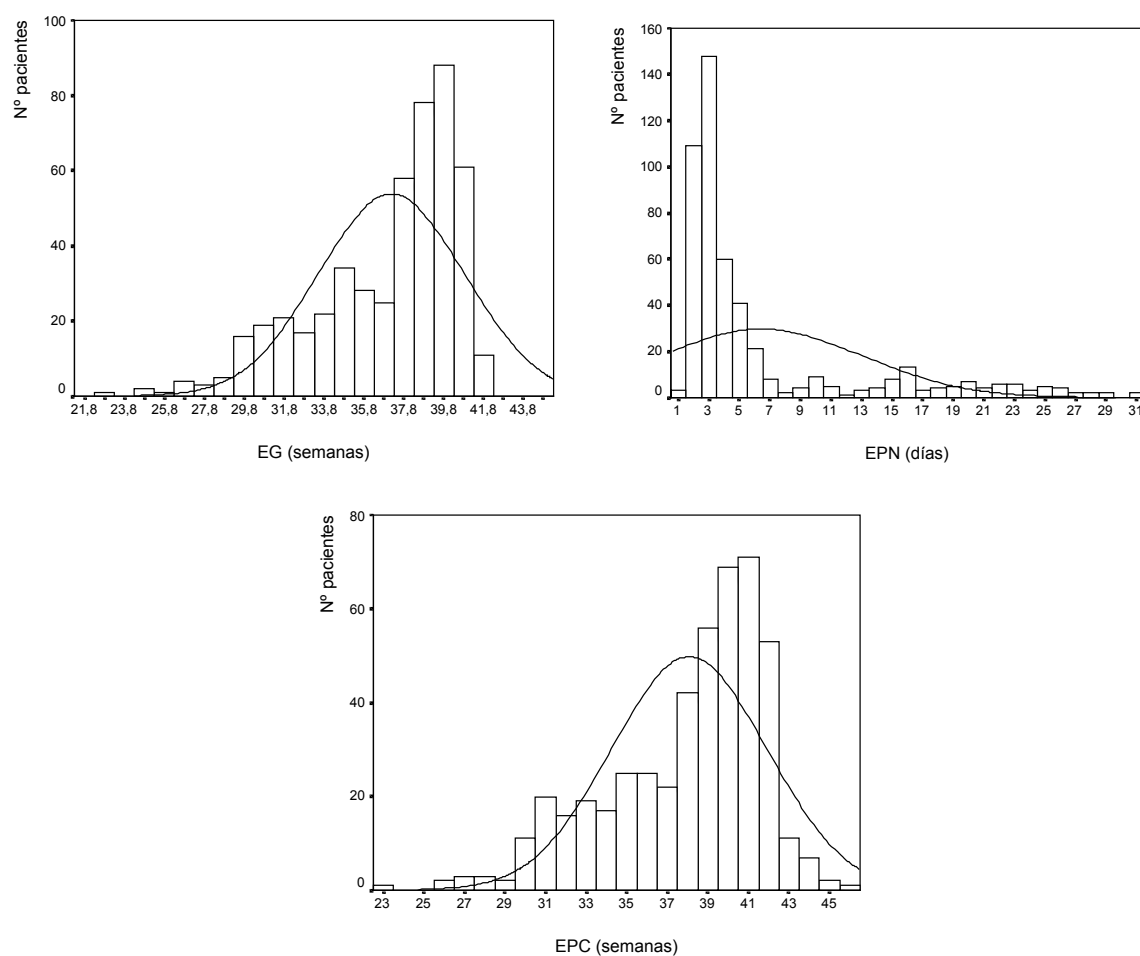 Nº pacientes
100
80
60
40
20
0
21,8 23,8 25,8 27,8 29,8 31,8 33,8 35,8 37,8 39,8 41,8 43,8
EG (semanas)
Nº pacientes
160
140
120
100
80
60
40
20
0
1 3 5 7 9 11 13 15 17 19 21 23 25 27 29 31
EPN (días)
Nº pacientes
80
60
40
20
0
23 25 27 29 31 33 35 37 39 41 43 45
EPC (semanas)